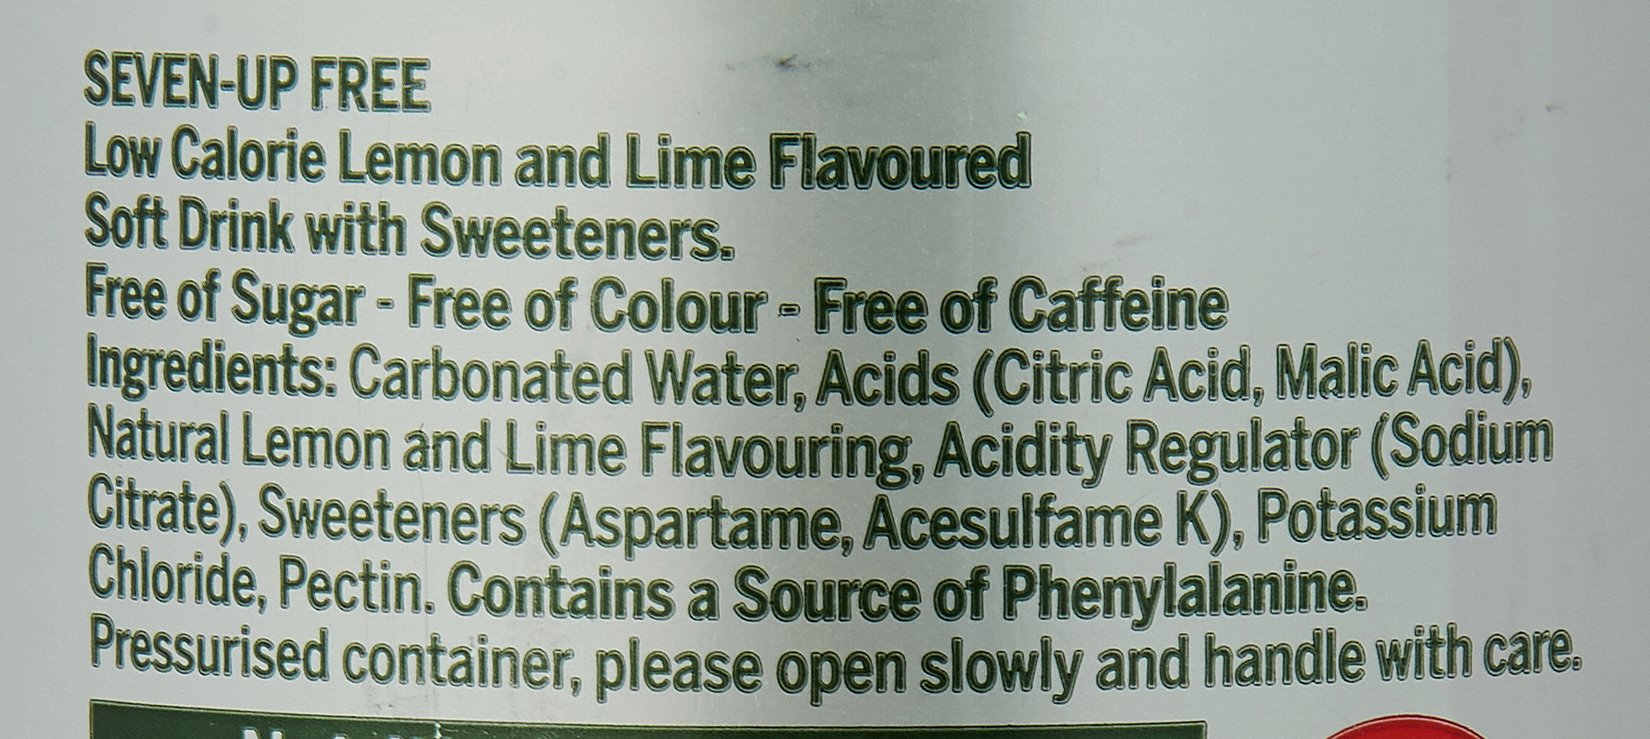 SEVEN-UP FREE
Low Calorie Lemon and Lime Flavoured
Soft Drink with Sweeteners.
Free of Sugar - Free of Colour - Free of Caffeine
Ingredients: Carbonated Water, Acids (Citric Acid, Malic Acid),
Natural Lemon and Lime Flavouring, Acidity Regulator (Sodium
Citrate), Sweeteners (Aspartame, Acesulfame K), Potassium
Chloride, Pectin. Contains a Source of Phenylalanine.
Pressurised container, please open slowly and handle with care.